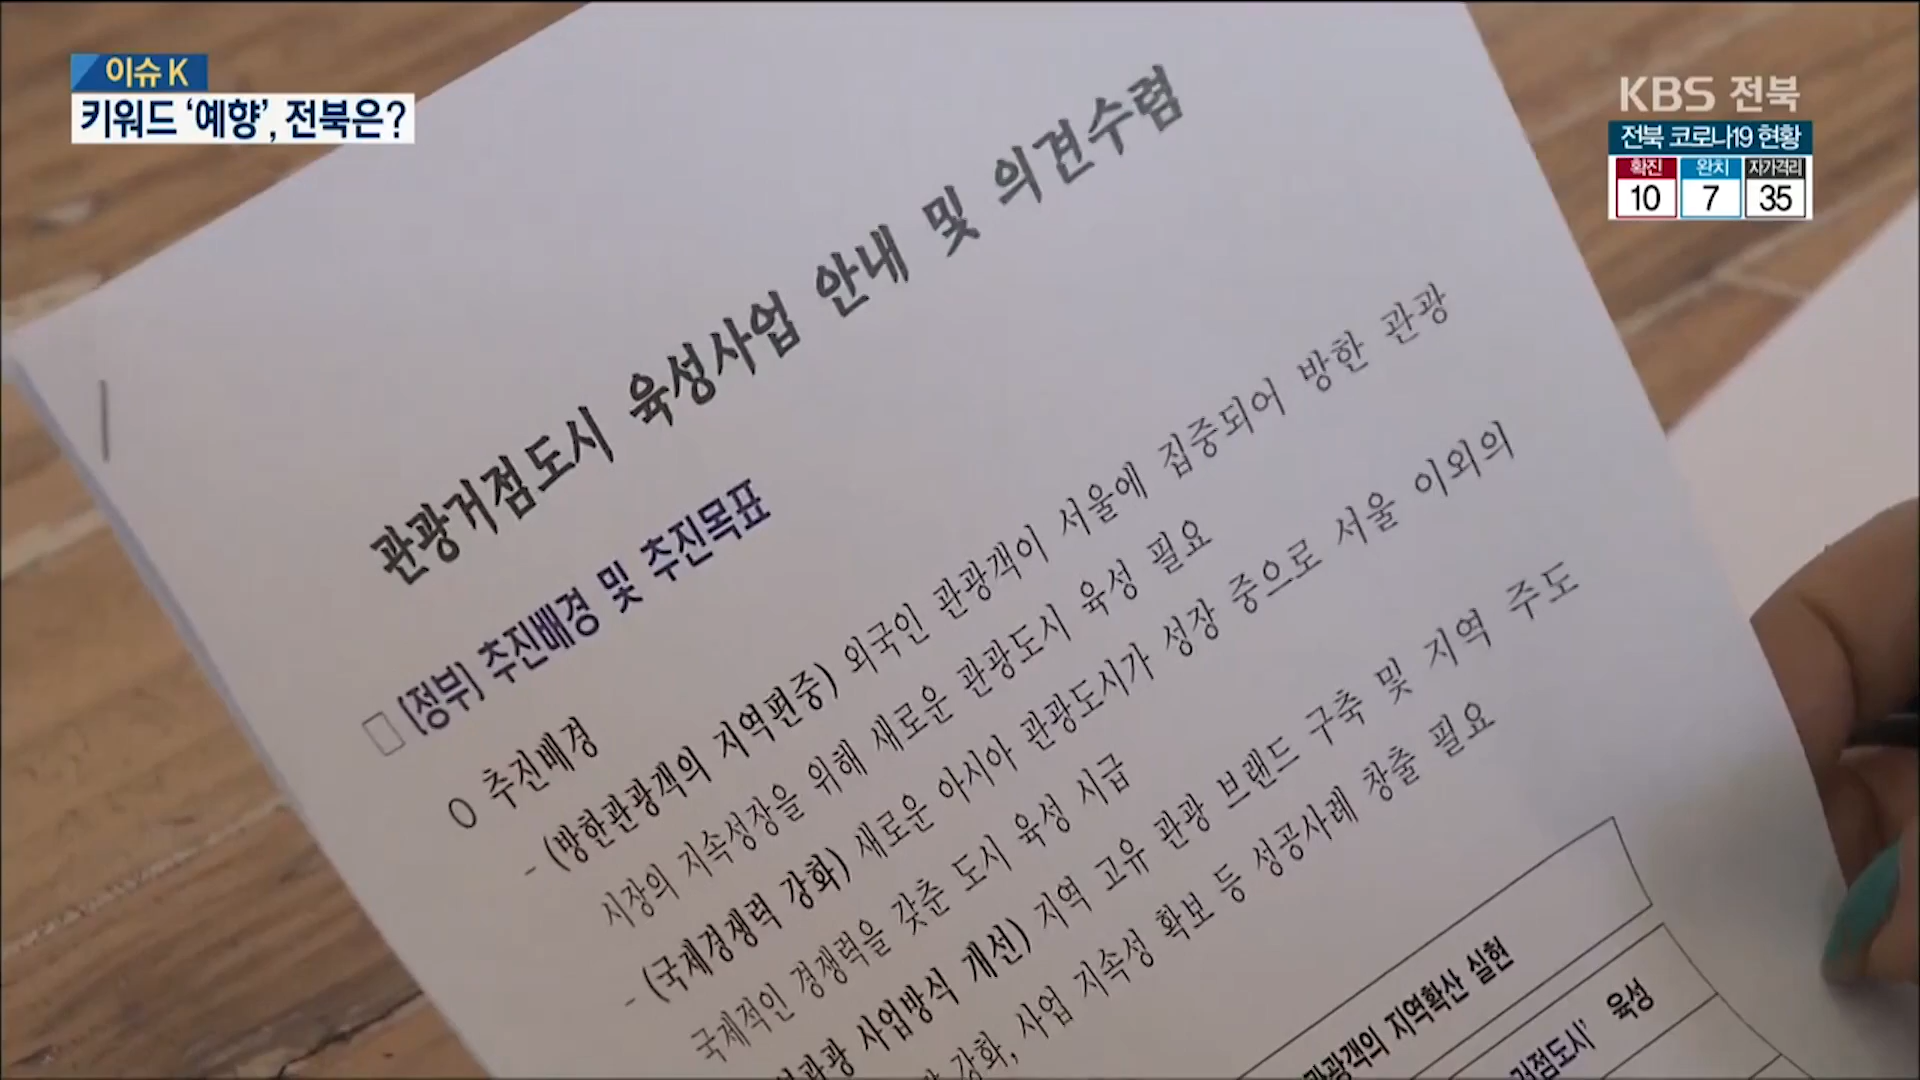 이슈 K
키워드 ‘예향’, 전북은?
KBS 전북
전북 코로나19 현황
확진 완치 자가격리
10 7 35
관광거점도시 육성사업 안내 및 의견수렴
□ (정부) 추진배경 및 추진목표
○ 추진배경
- (방한관광객의 지역편중) 외국인 관광객이 서울에 집중되어 방한 관광
시장의 지속성장을 위해 새로운 관광도시 육성 필요
- (국제경쟁력 강화) 새로운 아시아 관광도시가 성장 중으로 서울 이외의
국제적인 경쟁력을 갖춘 도시 육성 시급
사업방식 개선) 지역 고유 관광 브랜드 구축 및 지역 주도
강화, 사업 지속성 확보 등 성공사례 창출 필요
관광객의 지역확산 실현
거점도시’ 육성